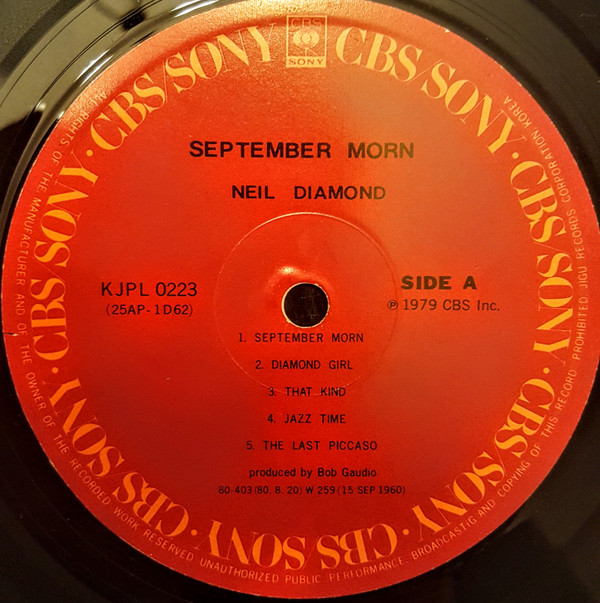 CBS
SONY
CBS/SONY · CBS/SONY · CBS/SONY · CBS/SONY · CBS/SONY · CBS/SONY · CBS/SONY · CBS/SONY
SEPTEMBER MORN
NEIL DIAMOND
KJPL 0223
(25AP-1D62)
SIDE A
℗ 1979 CBS Inc.
1. SEPTEMBER MORN
2. DIAMOND GIRL
3. THAT KIND
4. JAZZ TIME
5. THE LAST PICCASO
produced by Bob Gaudio
80-403 (80. 8. 20) W 259 (15 SEP 1960)
ALL RIGHTS OF THE MANUFACTURER AND OF THE OWNER OF THE RECORDED WORK RESERVED UNAUTHORIZED PUBLIC PERFORMANCE. BROADCASTIG AND COPYING OF THIS RECORD PROHIBITED JIGU RECORDS CORPORATION KOREA